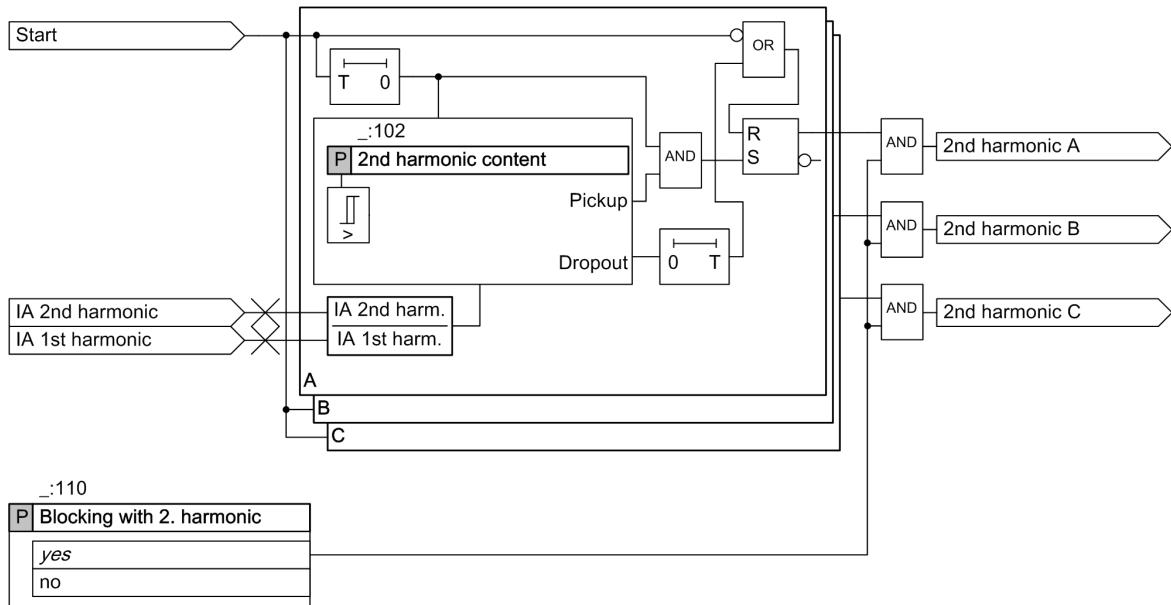 Start
OR
T 0
_:102
P 2nd harmonic content
AND
R
S
AND
2nd harmonic A
>
Pickup
AND
2nd harmonic B
Dropout
0 T
IA 2nd harmonic
IA 2nd harm.
AND
2nd harmonic C
IA 1st harmonic
IA 1st harm.
A
B
C
_:110
P Blocking with 2. harmonic
yes
no